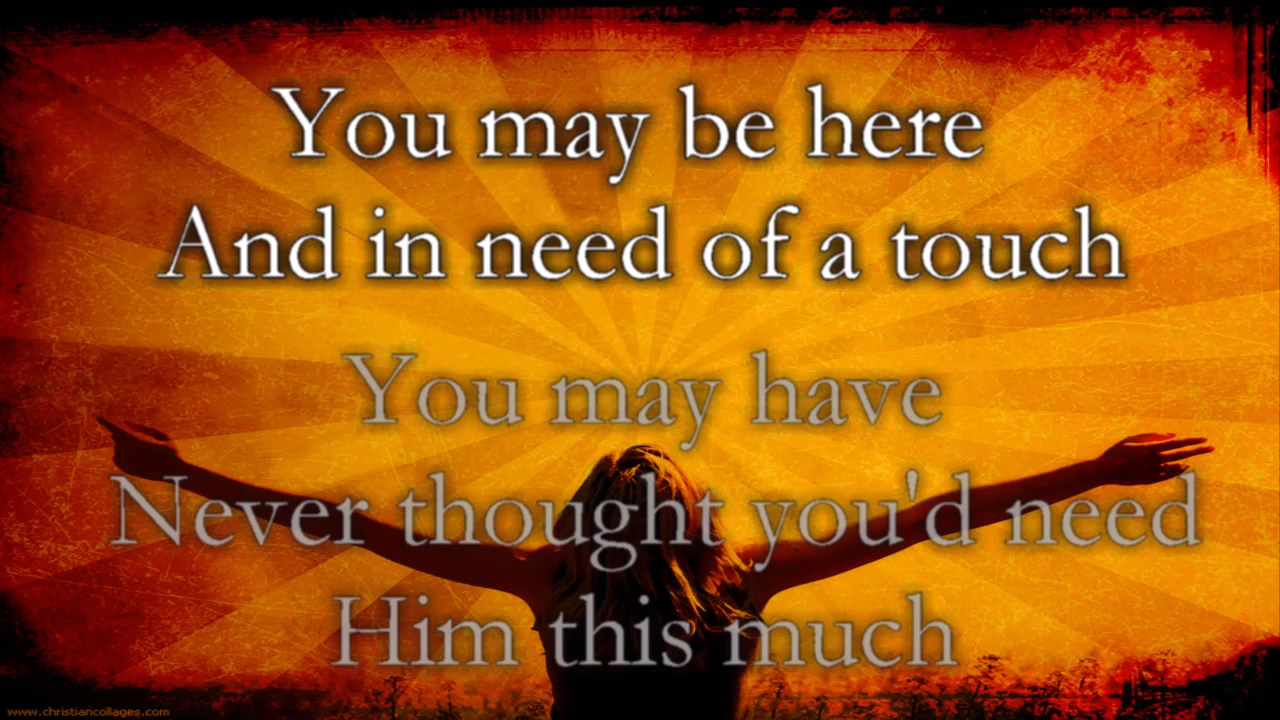 You may be here
And in need of a touch
You may have
Never thought you'd need
Him this much
www.christiancollages.com